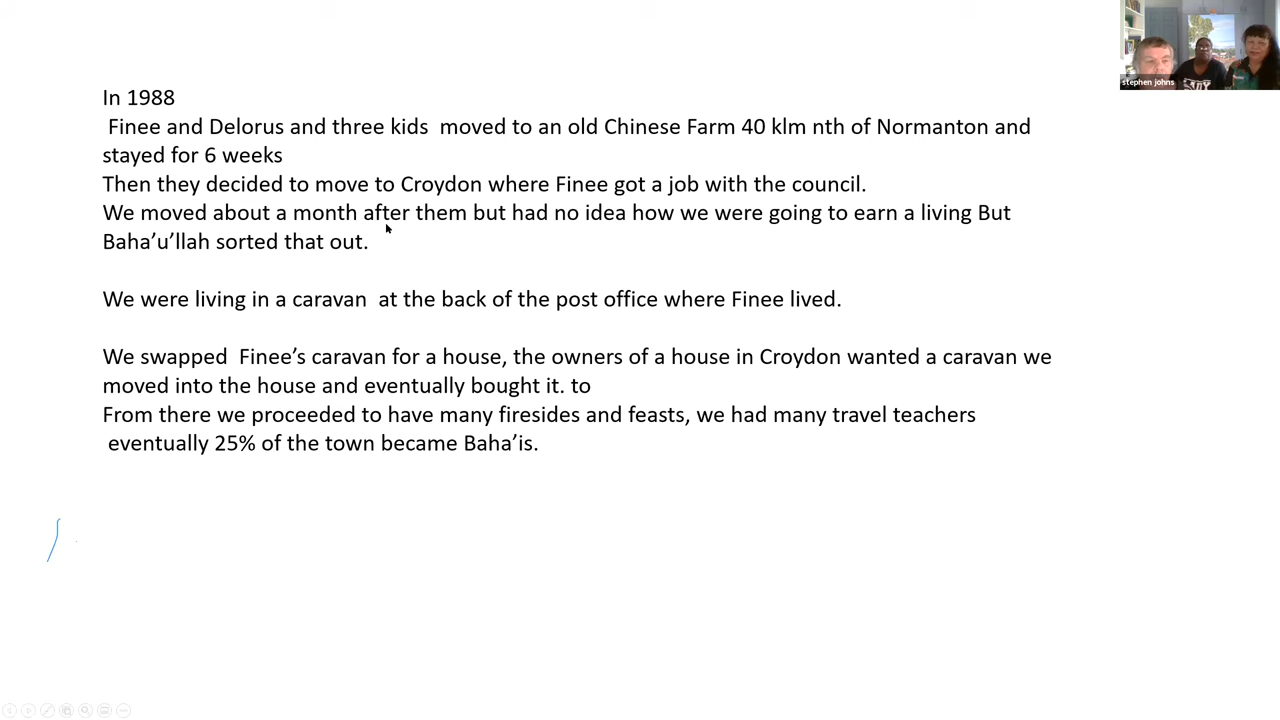 In 1988
Finee and Delorus and three kids moved to an old Chinese Farm 40 klm nth of Normanton and
stayed for 6 weeks
Then they decided to move to Croydon where Finee got a job with the council.
We moved about a month after them but had no idea how we were going to earn a living But
Baha’u’llah sorted that out.
We were living in a caravan at the back of the post office where Finee lived.
We swapped Finee’s caravan for a house, the owners of a house in Croydon wanted a caravan we
moved into the house and eventually bought it. to
From there we proceeded to have many firesides and feasts, we had many travel teachers
eventually 25% of the town became Baha’is.
stephen johns